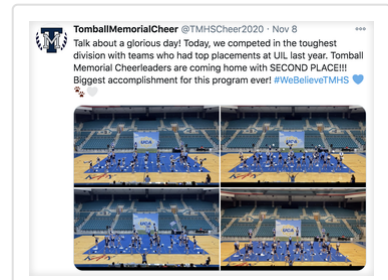 TomballMemorialCheer @TMHSCheer2020 · Nov 8
Talk about a glorious day! Today, we competed in the toughest
division with teams who had top placements at UIL last year. Tomball
Memorial Cheerleaders are coming home with SECOND PLACE!!!
Biggest accomplishment for this program ever! #WeBelieveTMHS